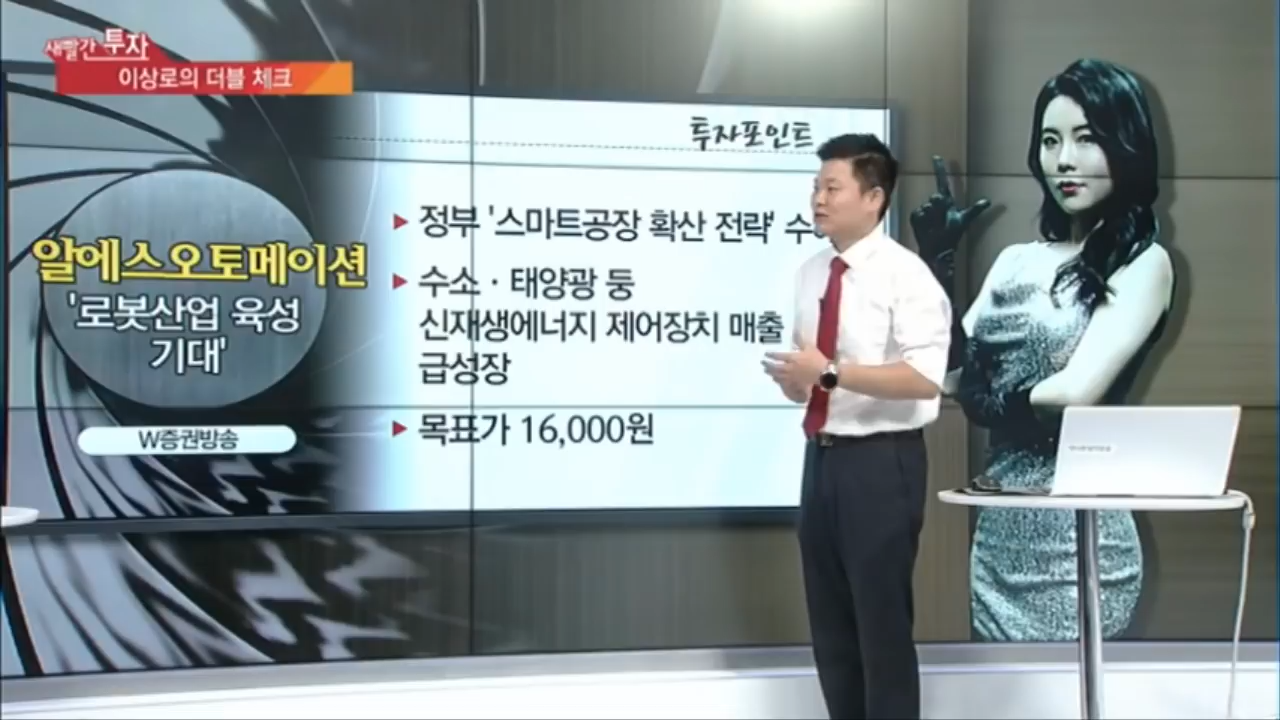 새빨간 투자
이상로의 더블 체크
투자포인트
알에스오토메이션
'로봇산업 육성
기대'
W증권방송
▶ 정부 '스마트공장 확산 전략'
▶ 수소 · 태양광 등
신재생에너지 제어장치 매출
급성장
▶ 목표가 16,000원